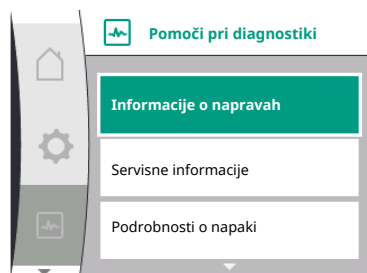 Pomoči pri diagnostiki
Informacije o napravah
Servisne informacije
Podrobnosti o napaki